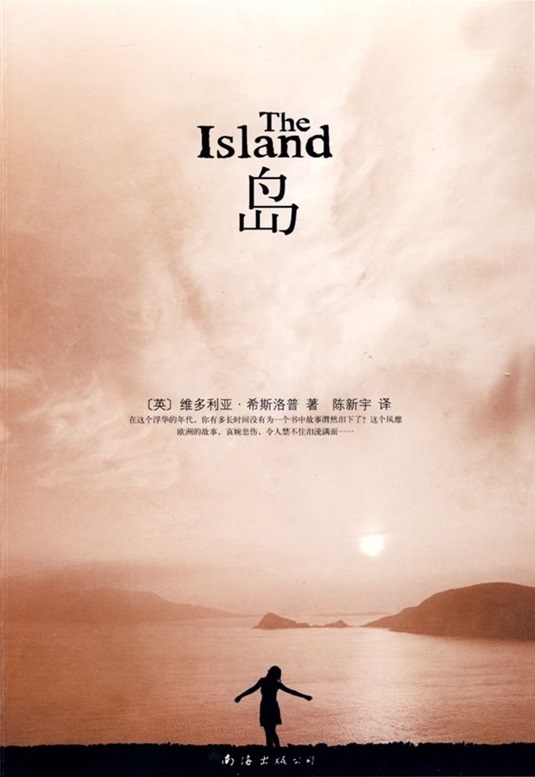 The
Island
岛
〔英〕维多利亚·希斯洛普 著 陈新宇 译
在这个浮华的年代，你有多长时间没有为一个书中故事潸然泪下了？这个风靡
欧洲的故事，哀婉悲伤，令人禁不住泪流满面……
南海出版公司